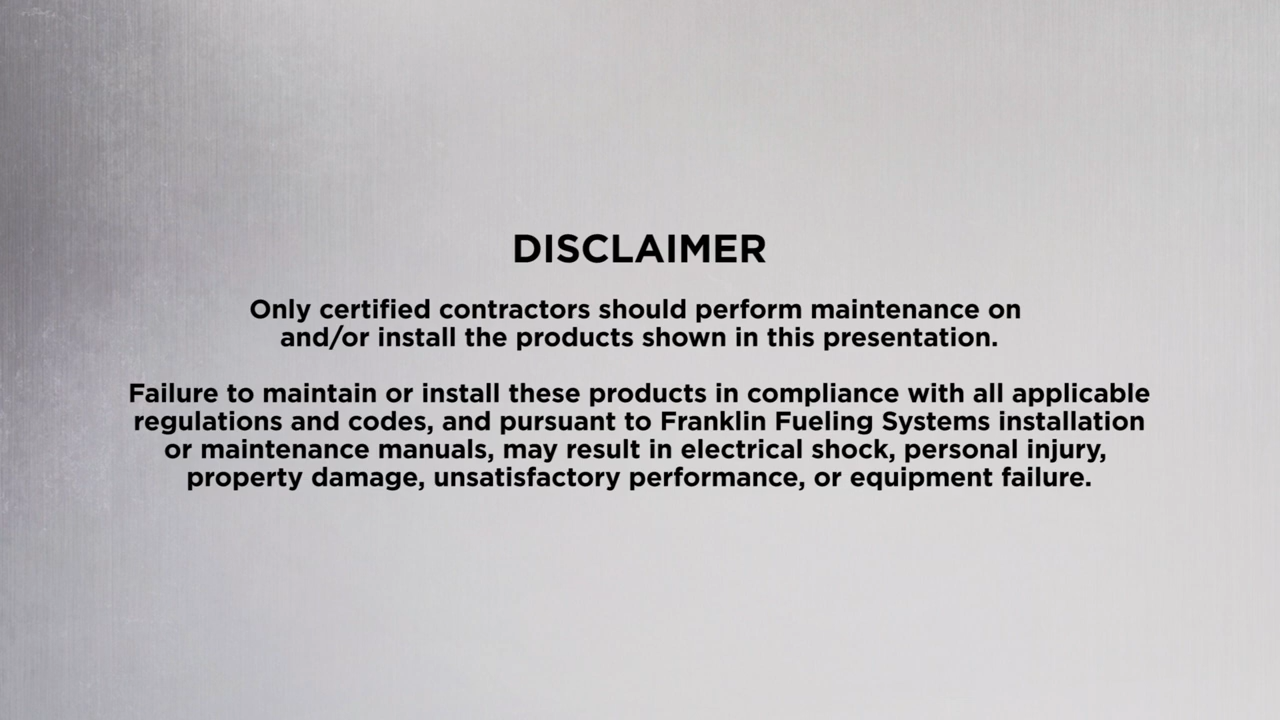 DISCLAIMER
Only certified contractors should perform maintenance on
and/or install the products shown in this presentation.
Failure to maintain or install these products in compliance with all applicable
regulations and codes, and pursuant to Franklin Fueling Systems installation
or maintenance manuals, may result in electrical shock, personal injury,
property damage, unsatisfactory performance, or equipment failure.